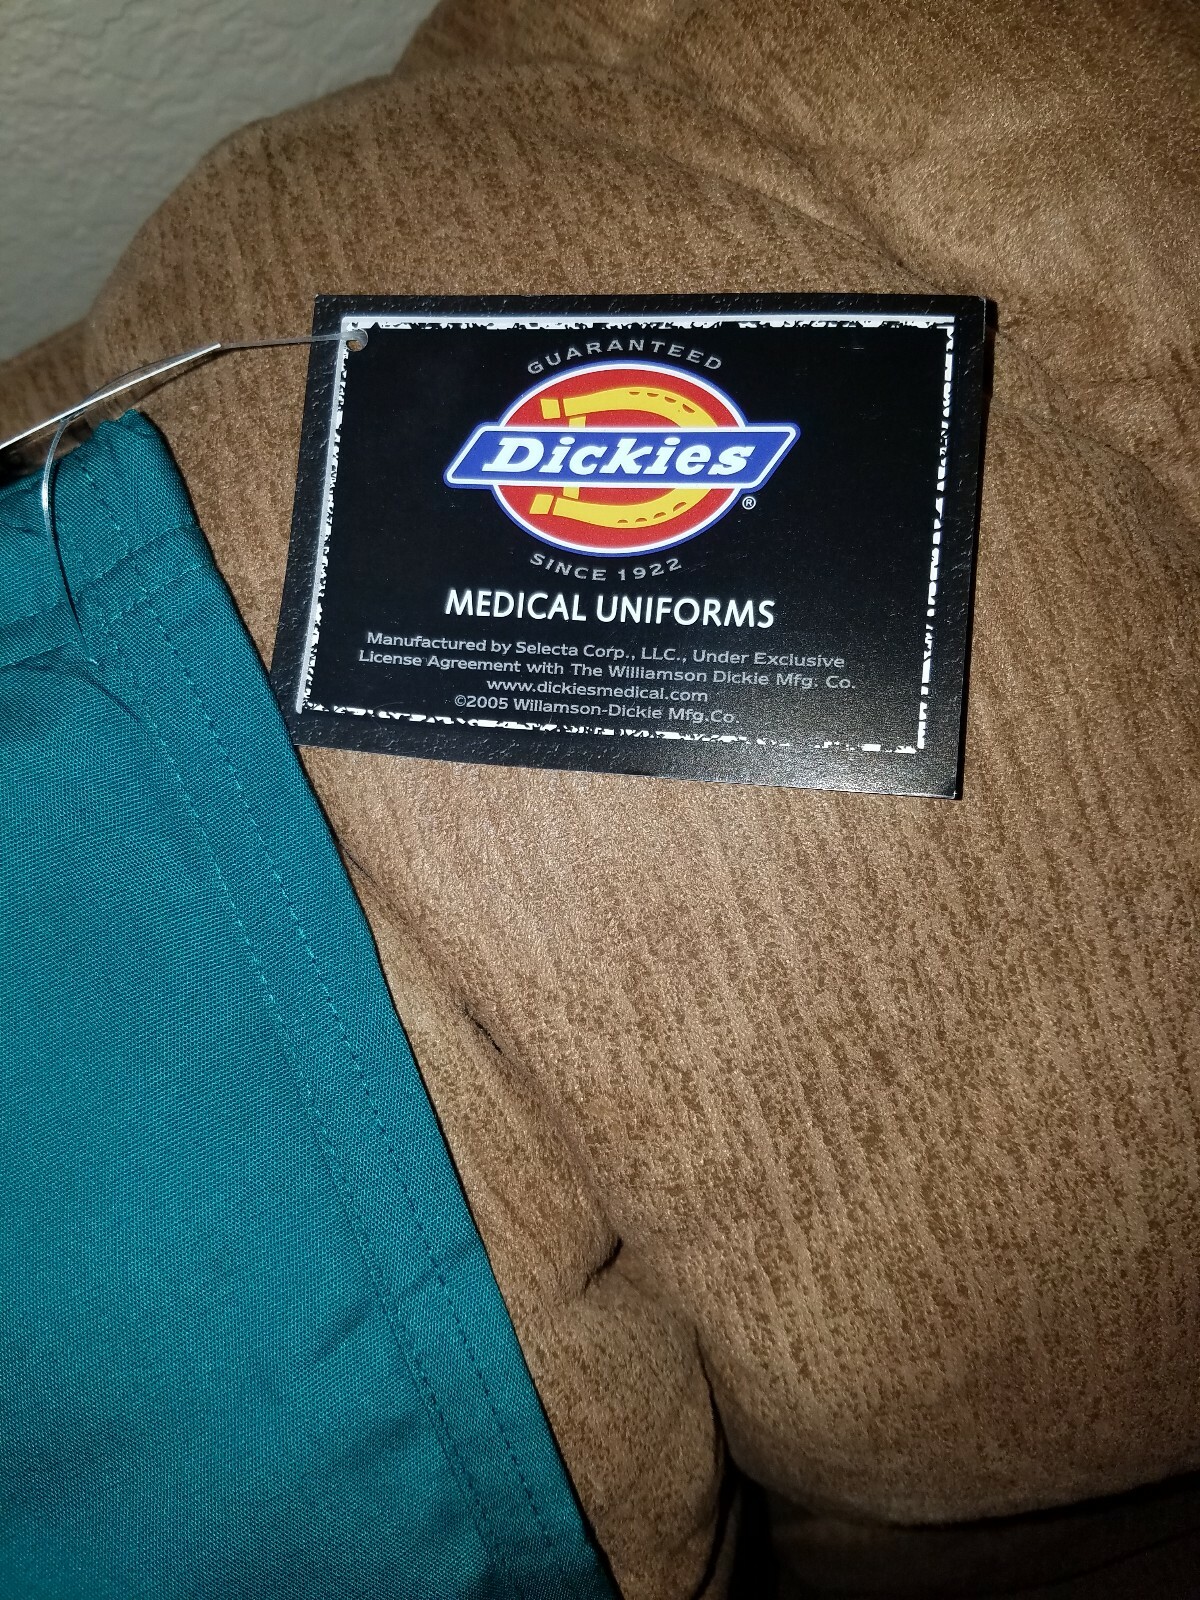 GUARANTEED
Dickies
®
SINCE 1922
MEDICAL UNIFORMS
Manufactured by Selecta Corp., LLC., Under Exclusive
License Agreement with The Williamson Dickie Mfg. Co.
www.dickiesmedical.com
©2005 Willamson-Dickie Mfg.Co.